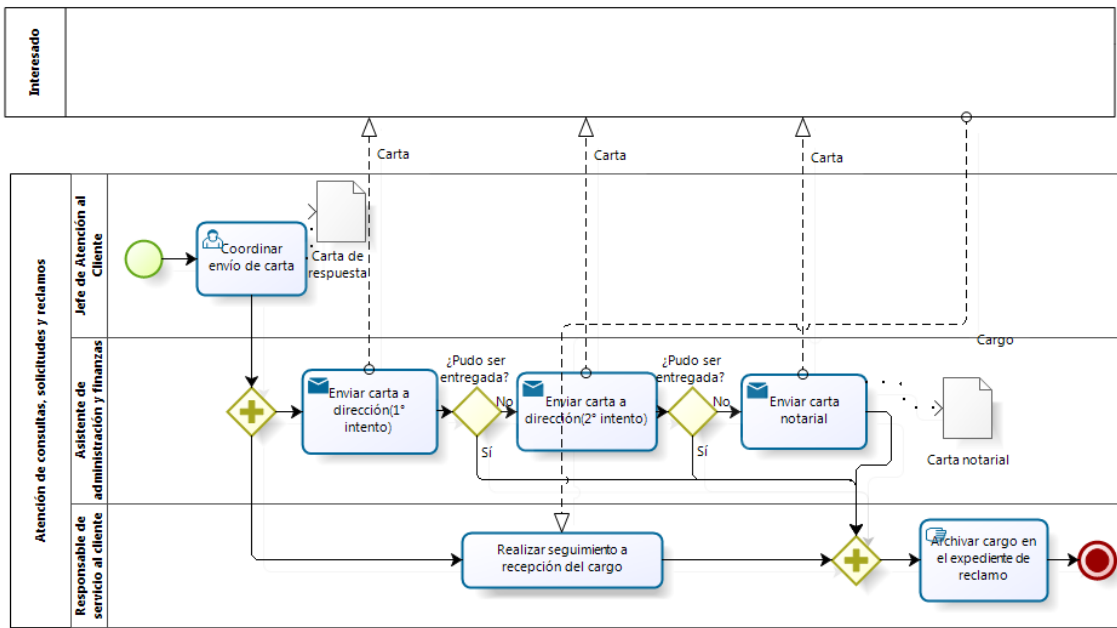 Interesado
Carta
Carta
Carta
Atención de consultas, solicitudes y reclamos
Jefe de Atención al
Cliente
Coordinar
envío de carta
Carta de
respuesta
Cargo
Asistente de
administración y finanzas
Enviar carta a
dirección(1°
intento)
¿Pudo ser
entregada?
No
Sí
Enviar carta a
dirección(2° intento)
¿Pudo ser
entregada?
No
Sí
Enviar carta
notarial
Carta notarial
Responsable de
servicio al cliente
Realizar seguimiento a
recepción del cargo
Archivar cargo en
el expediente de
reclamo